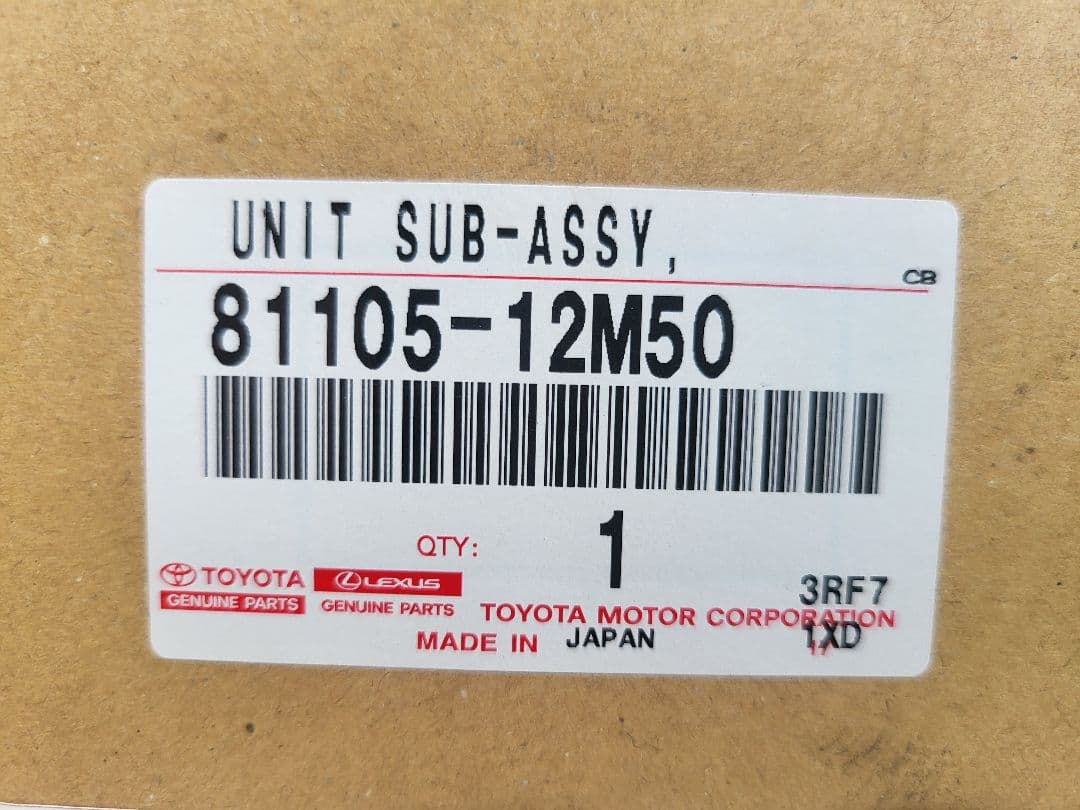 UNIT SUB-ASSY,
CB
81105-12M50
QTY: 1
TOYOTA LEXUS 3RF7
GENUINE PARTS GENUINE PARTS TOYOTA MOTOR CORPORATION
MADE IN JAPAN 1XD